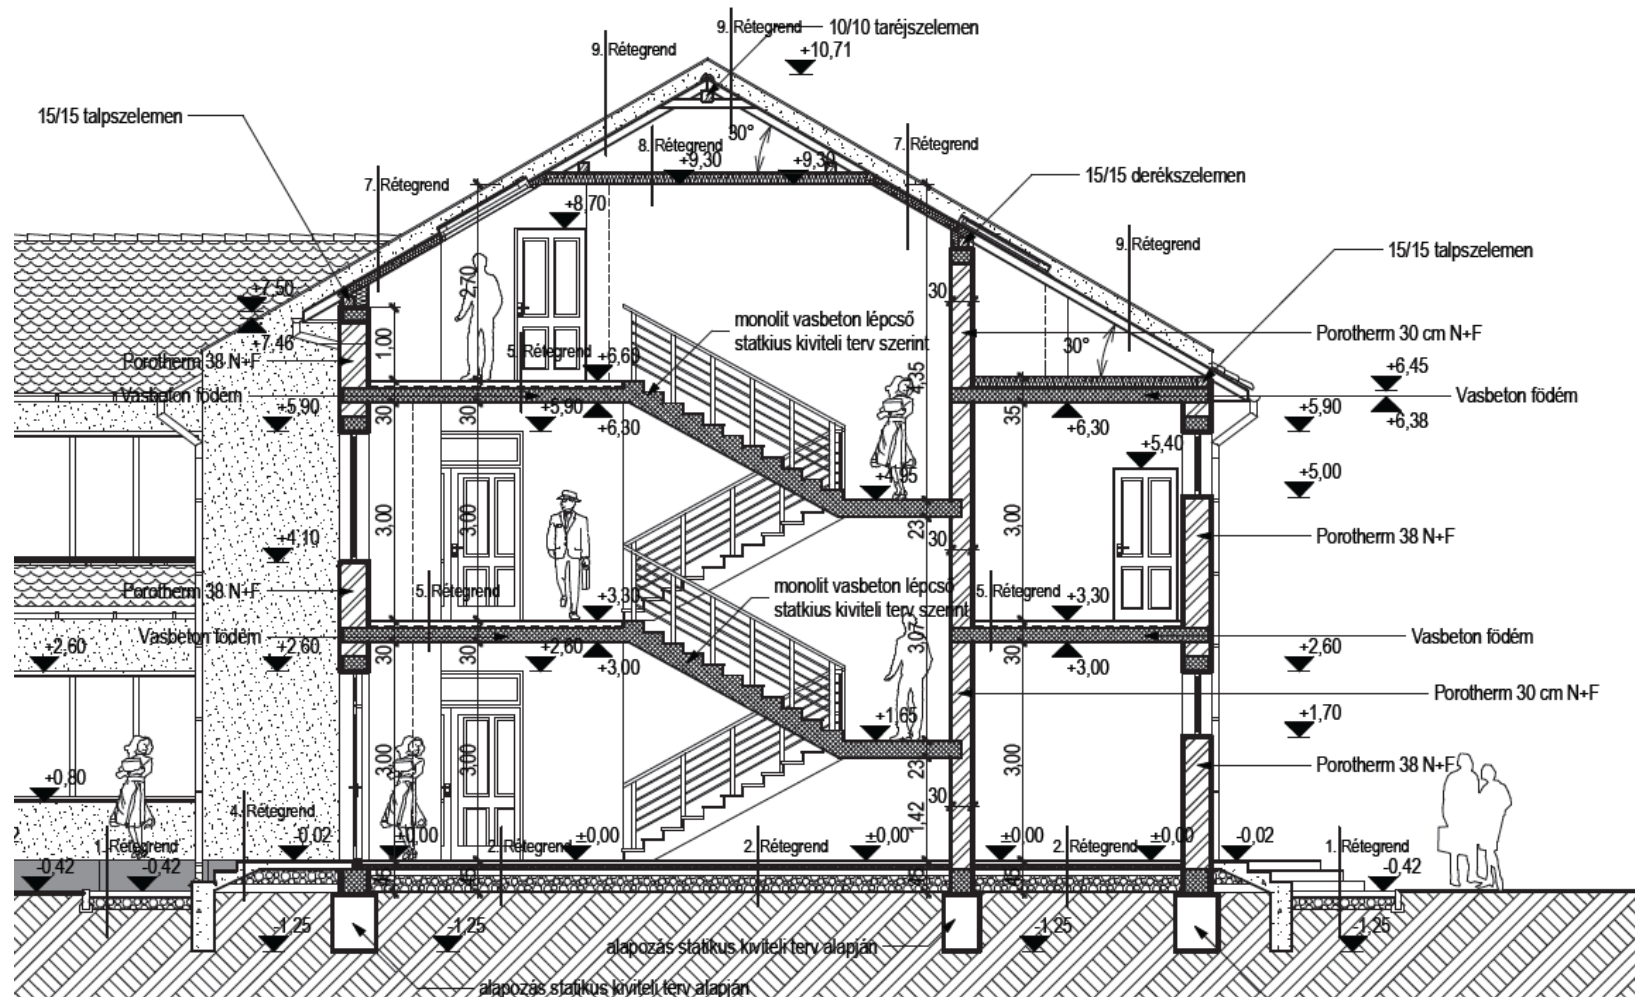 9. Rétegrend
10/10 taréjszelemen
9. Rétegrend
+10,71
15/15 talpszelemen
30°
8. Rétegrend
7. Rétegrend
+9,30
+9,30
7. Rétegrend
15/15 derékszelemen
+8,70
9. Rétegrend
15/15 talpszelemen
2,70
+7,50
30
monolit vasbeton lépcső
statkius kiviteli terv szerint
Porotherm 30 cm N+F
1,00
+7,46
Porotherm 38 N+F
5. Rétegrend
+6,60
30°
4,35
+6,45
Vasbeton födém
Vasbeton födém
+5,90
30
30
+5,90
+6,30
35
+6,30
+5,90
+6,38
+5,40
+4,95
+5,00
3,00
3,00
23
3,00
+4,10
30
Porotherm 38 N+F
Porotherm 38 N+F
5. Rétegrend
monolit vasbeton lépcső
statkius kiviteli terv szerint
5. Rétegrend
+3,30
+3,30
Vasbeton födém
3,07
Vasbeton födém
+2,60
+2,60
30
30
+2,60
+3,00
30
+3,00
+2,60
Porotherm 30 cm N+F
+1,65
+1,70
3,00
3,00
23
3,00
Porotherm 38 N+F
+0,80
30
1,42
4. Rétegrend
-0,02
±0,00
±0,00
±0,00
±0,00
±0,00
-0,02
1. Rétegrend
2. Rétegrend
2. Rétegrend
2. Rétegrend
1. Rétegrend
-0,42
-0,42
-0,42
45
45
45
45
-1,25
-1,25
-1,25
-1,25
alapozás statikus kiviteli terv alapján
alapozás statikus kiviteli terv alapján